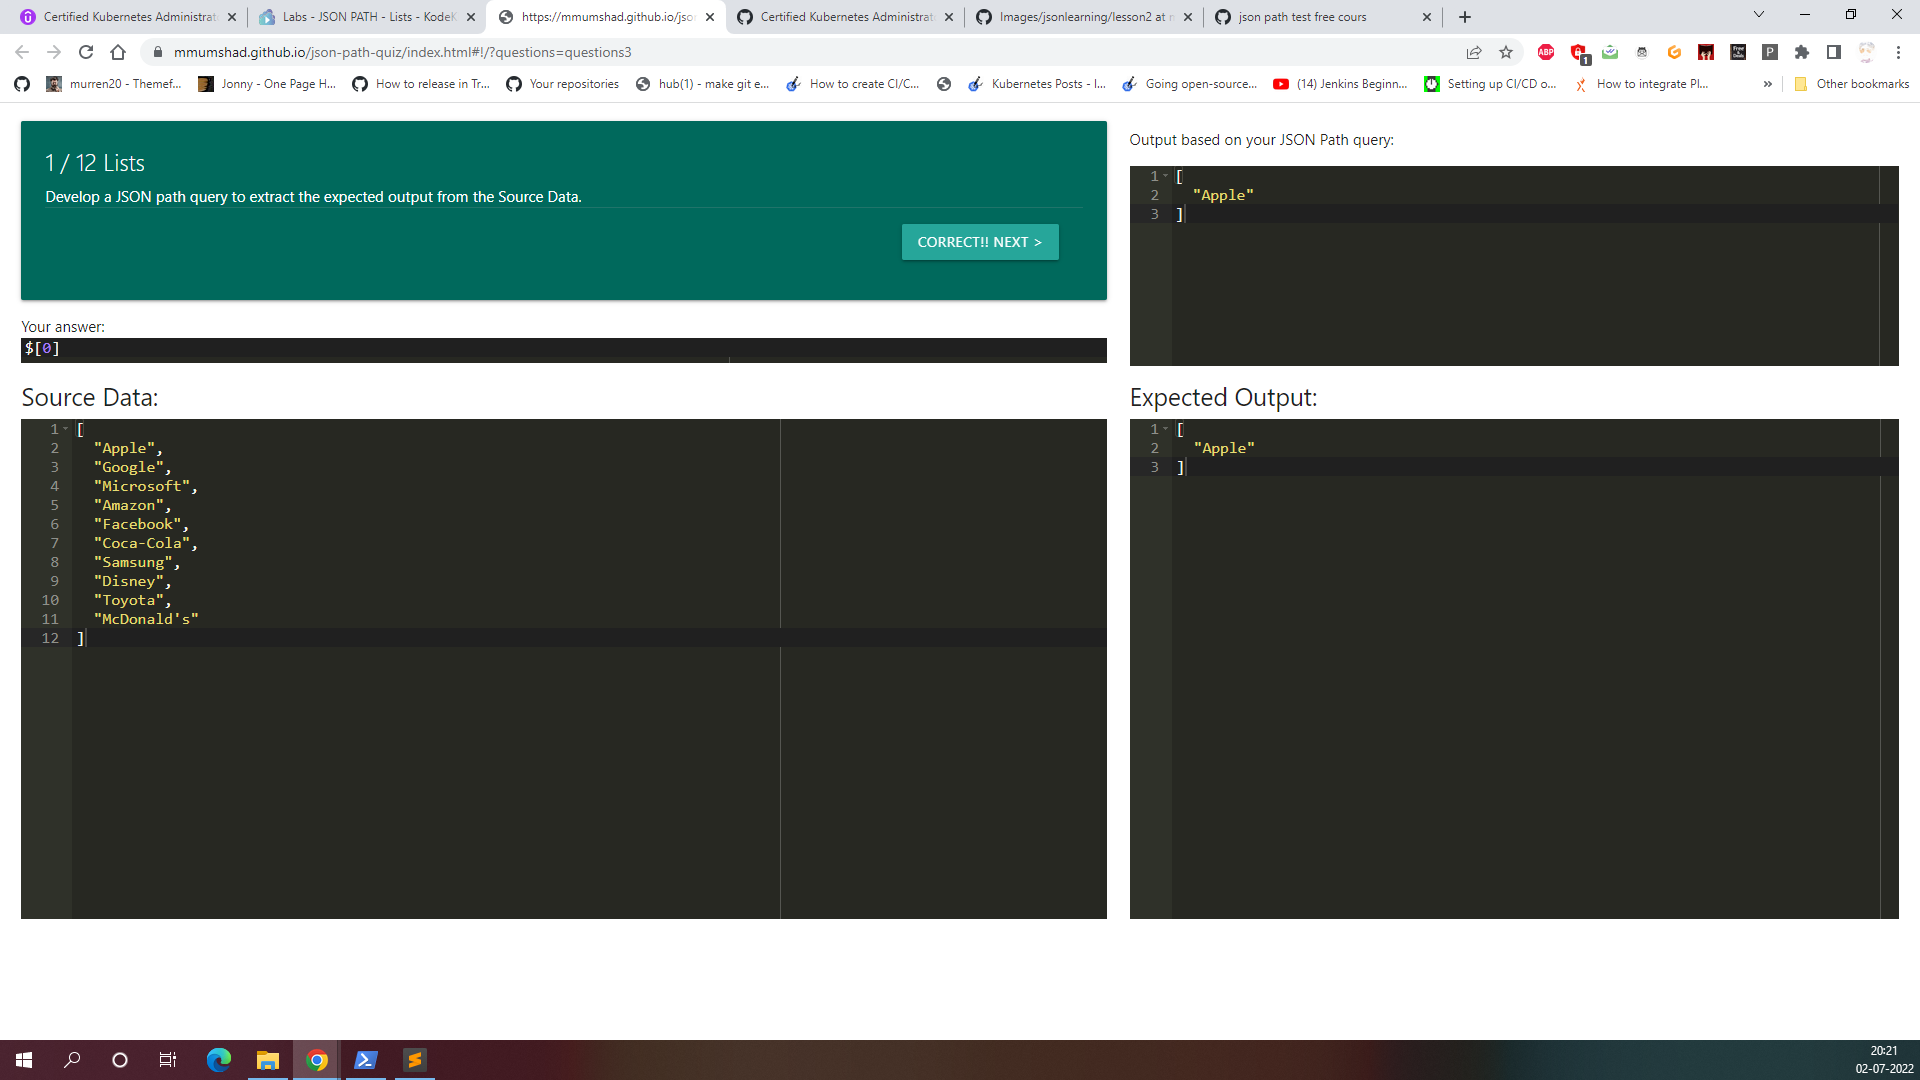 Certified Kubernetes Administrat
Labs - JSON PATH - Lists - KodeK
https://mmumshad.github.io/jso
Certified Kubernetes Administrat
Images/jsonlearning/lesson2 at m
json path test free cours
mmumshad.github.io/json-path-quiz/index.html#!/?questions=questions3
murren20 - Themef...
Jonny - One Page H...
How to release in Tr...
Your repositories
hub(1) - make git e...
How to create CI/C...
Kubernetes Posts - I...
Going open-source...
(14) Jenkins Beginn...
Setting up CI/CD o...
How to integrate Pl...
»
Other bookmarks
1 / 12 Lists
Develop a JSON path query to extract the expected output from the Source Data.
CORRECT!! NEXT >
Your answer:
$[0]
Output based on your JSON Path query:
1 [
2 "Apple"
3 ]
Source Data:
1 [
2 "Apple",
3 "Google",
4 "Microsoft",
5 "Amazon",
6 "Facebook",
7 "Coca-Cola",
8 "Samsung",
9 "Disney",
10 "Toyota",
11 "McDonald's"
12 ]
Expected Output:
1 [
2 "Apple"
3 ]
20:21
02-07-2022